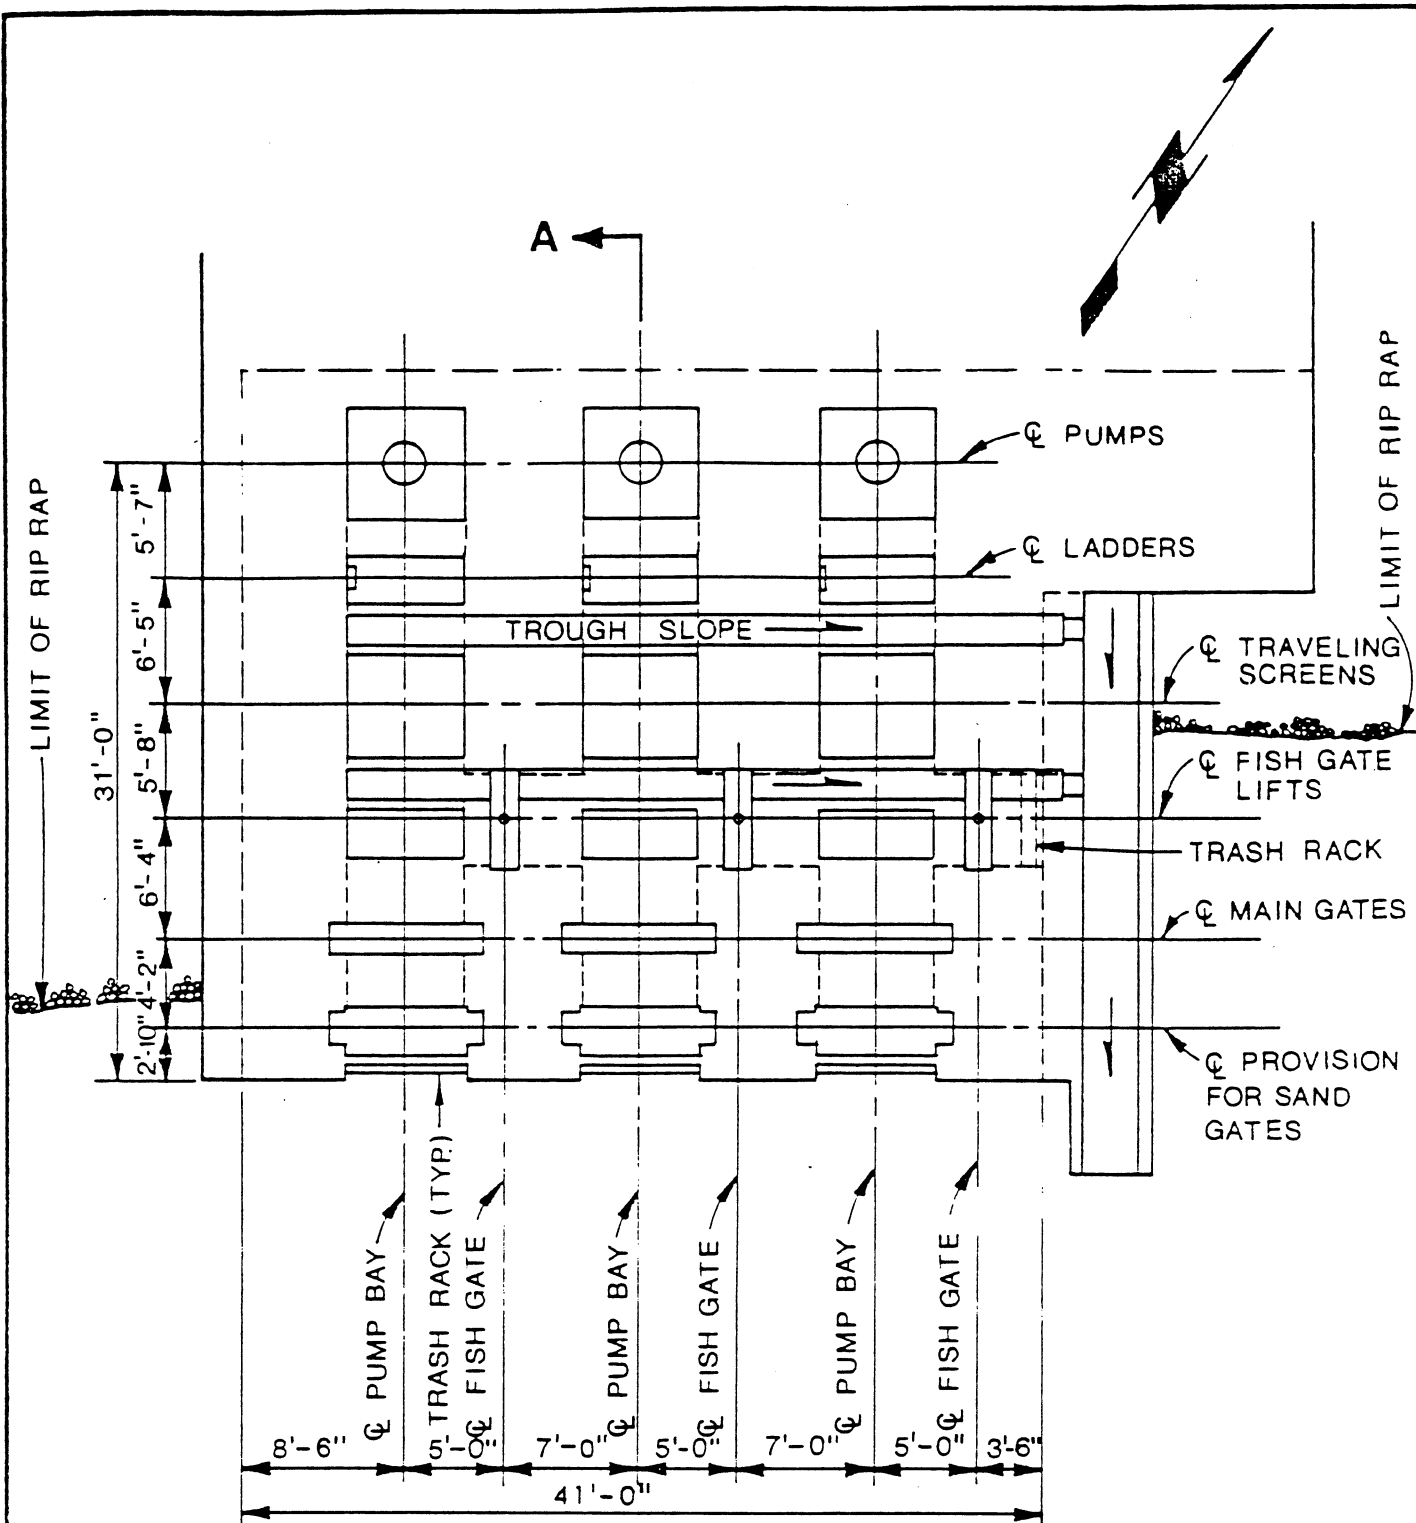 A
℄ PUMPS
LIMIT OF RIP RAP
5'-7"
LIMIT OF RIP RAP
℄ LADDERS
6'-5"
TROUGH SLOPE
℄ TRAVELING
SCREENS
31'-0"
5'-8"
℄ FISH GATE
LIFTS
6'-4"
TRASH RACK
℄ MAIN GATES
4'-2"
2'-10"
℄ PROVISION
FOR SAND
GATES
℄ PUMP BAY
TRASH RACK (TYP.)
℄ FISH GATE
℄ PUMP BAY
℄ FISH GATE
℄ PUMP BAY
℄ FISH GATE
8'-6" 5'-0" 7'-0" 5'-0" 7'-0" 5'-0" 3'-6"
41'-0"